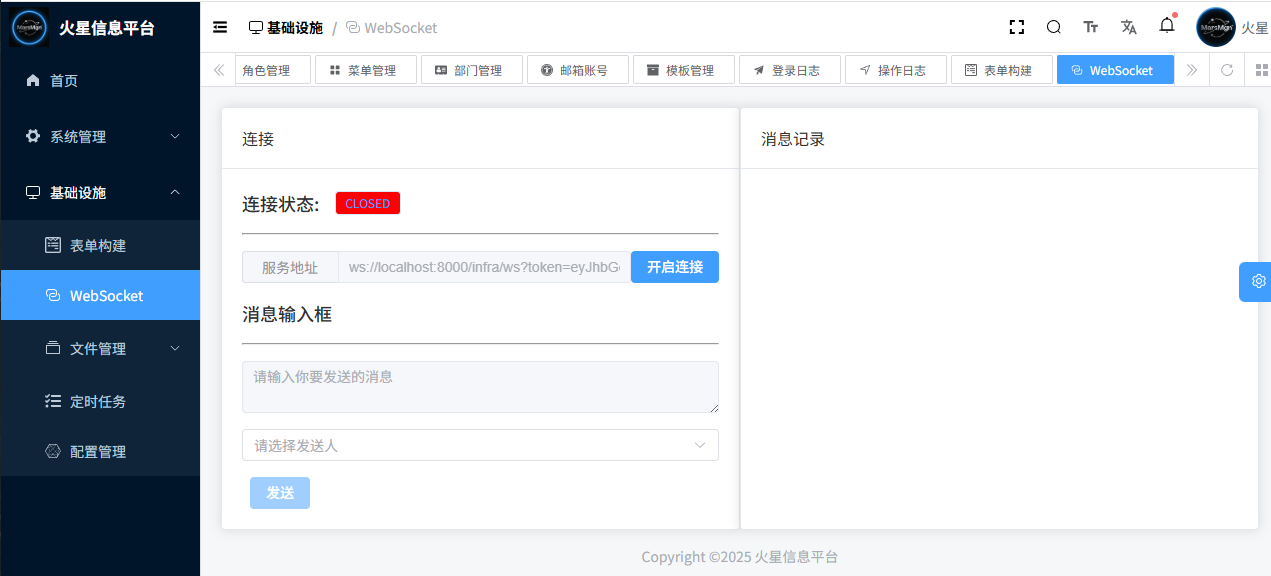 火星信息平台
首页
系统管理
基础设施
表单构建
WebSocket
文件管理
定时任务
配置管理
基础设施 / WebSocket
火星
角色管理 菜单管理 部门管理 邮箱账号 模板管理 登录日志 操作日志 表单构建 WebSocket
连接
连接状态: CLOSED
服务地址 ws://localhost:8000/infra/ws?token=eyJhbG 开启连接
消息输入框
请输入你要发送的消息
请选择发送人
发送
消息记录
Copyright ©2025 火星信息平台